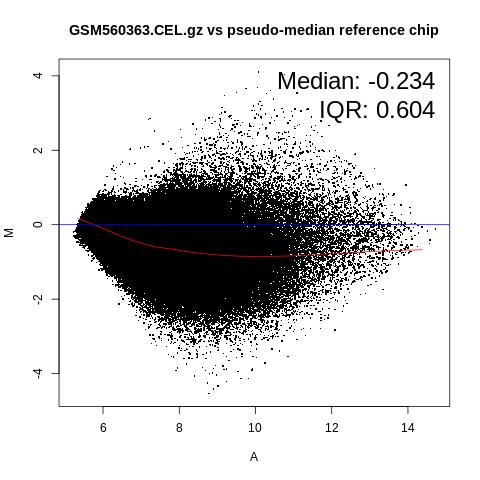 GSM560363.CEL.gz vs pseudo-median reference chip
Median: -0.234
IQR: 0.604
4
2
0
-2
-4
M
6 8 10 12 14
A